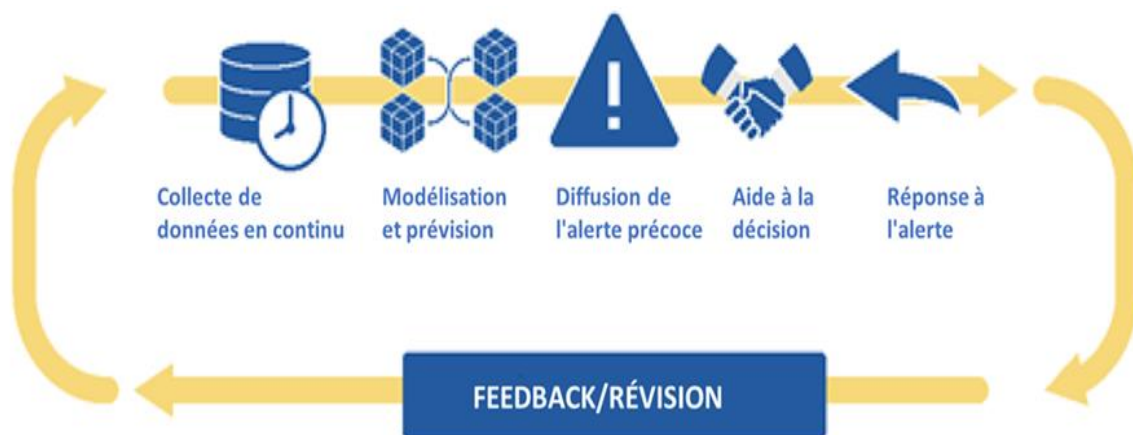 Collecte de
données en continu
Modélisation
et prévision
Diffusion de
l'alerte précoce
Aide à la
décision
Réponse à
l'alerte
FEEDBACK/RÉVISION